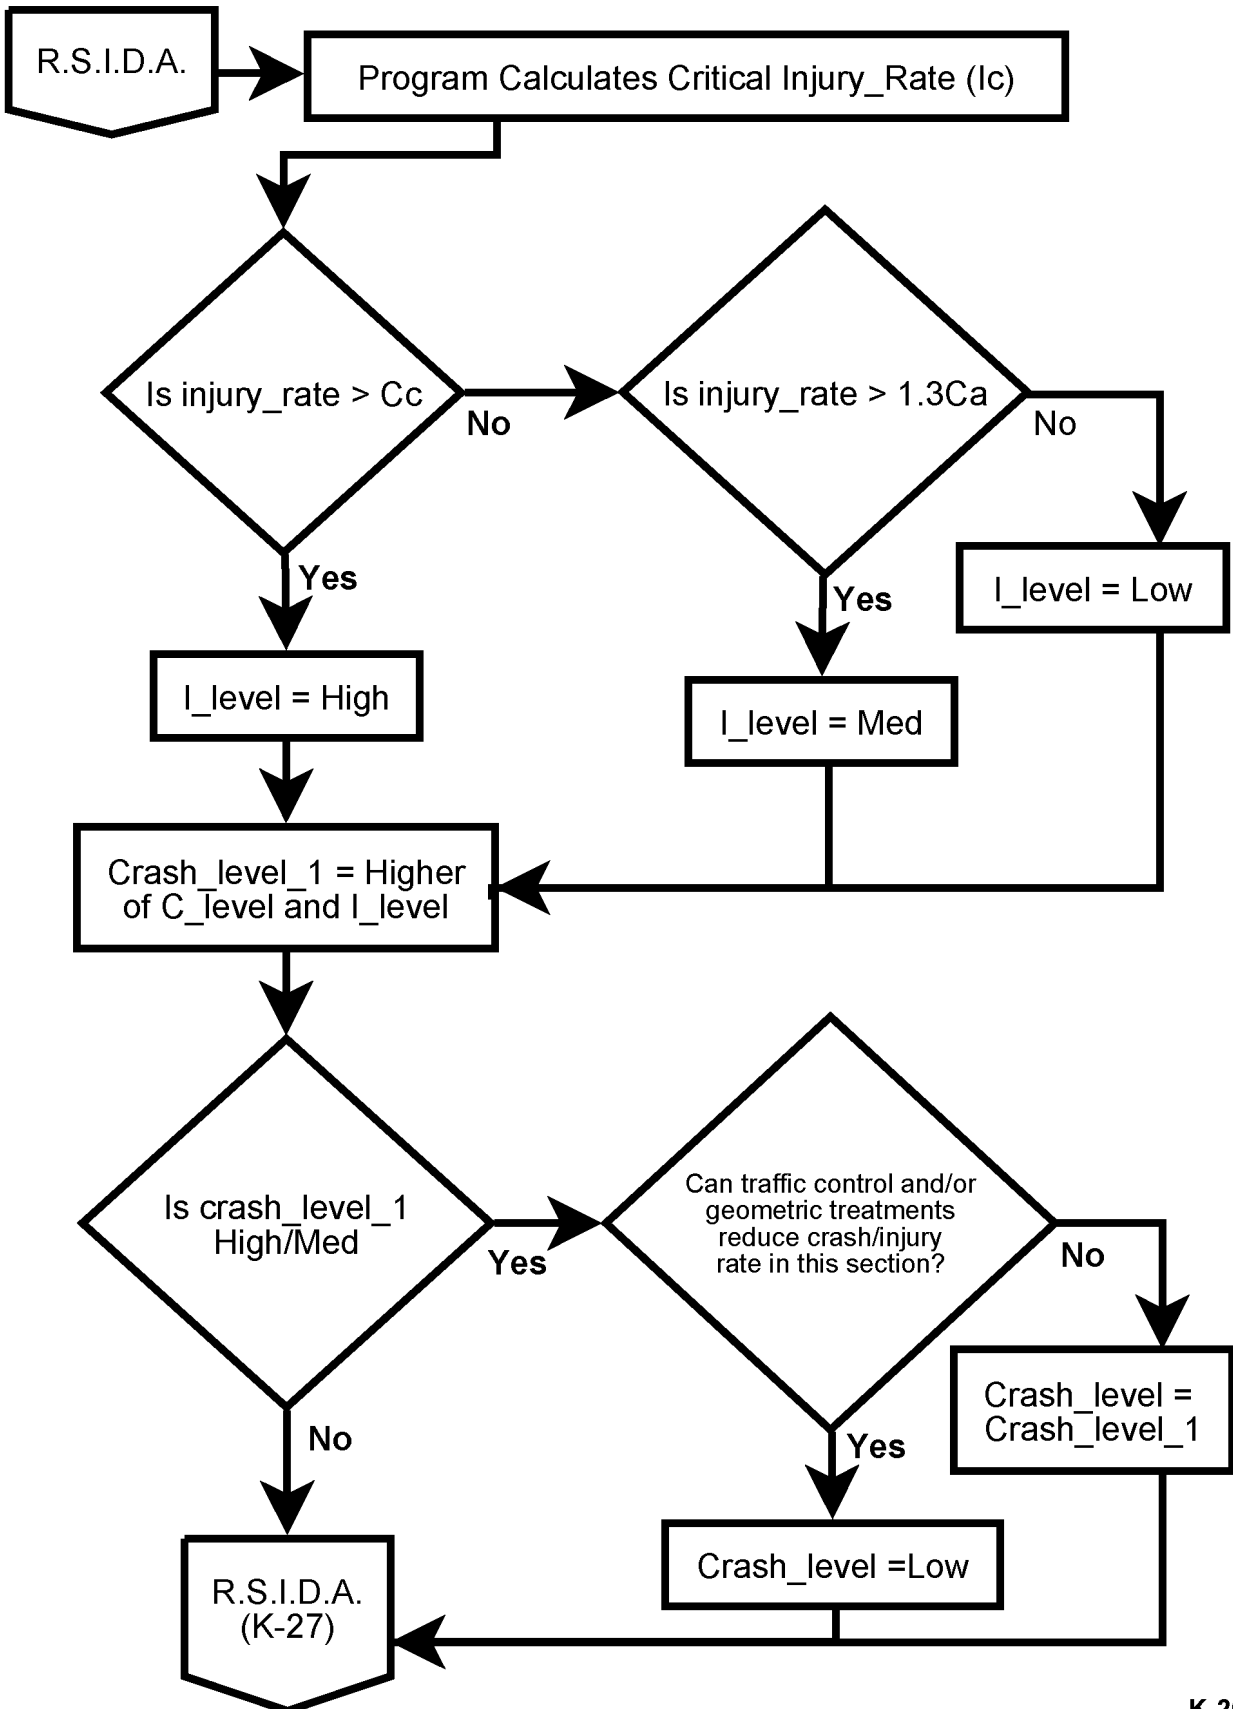 R.S.I.D.A.
Program Calculates Critical Injury_Rate (Ic)
Is injury_rate > Cc
No
Is injury_rate > 1.3Ca
No
Yes
Yes
I_level = Low
I_level = High
I_level = Med
Crash_level_1 = Higher
of C_level and I_level
Is crash_level_1
High/Med
Yes
Can traffic control and/or
geometric treatments
reduce crash/injury
rate in this section?
No
Crash_level =
Crash_level_1
No
Yes
Crash_level =Low
R.S.I.D.A.
(K-27)